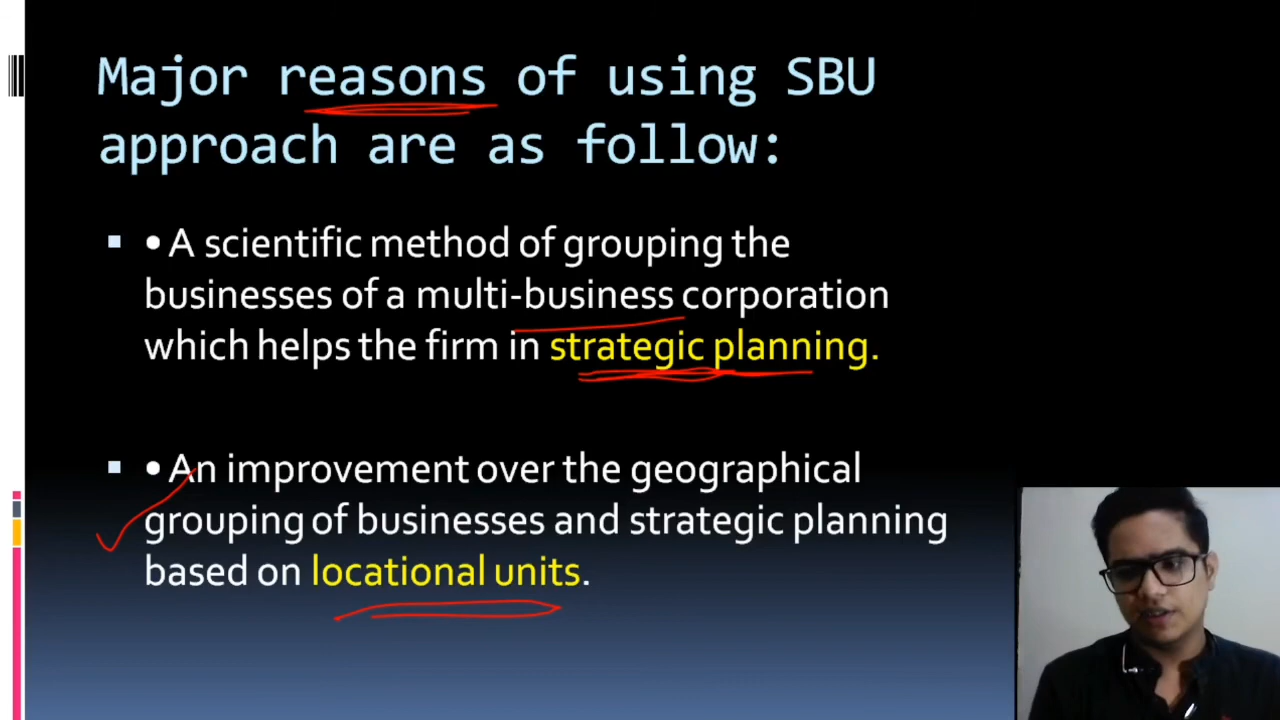 Major reasons of using SBU
approach are as follow:
• A scientific method of grouping the
businesses of a multi-business corporation
which helps the firm in strategic planning.
• An improvement over the geographical
grouping of businesses and strategic planning
based on locational units.